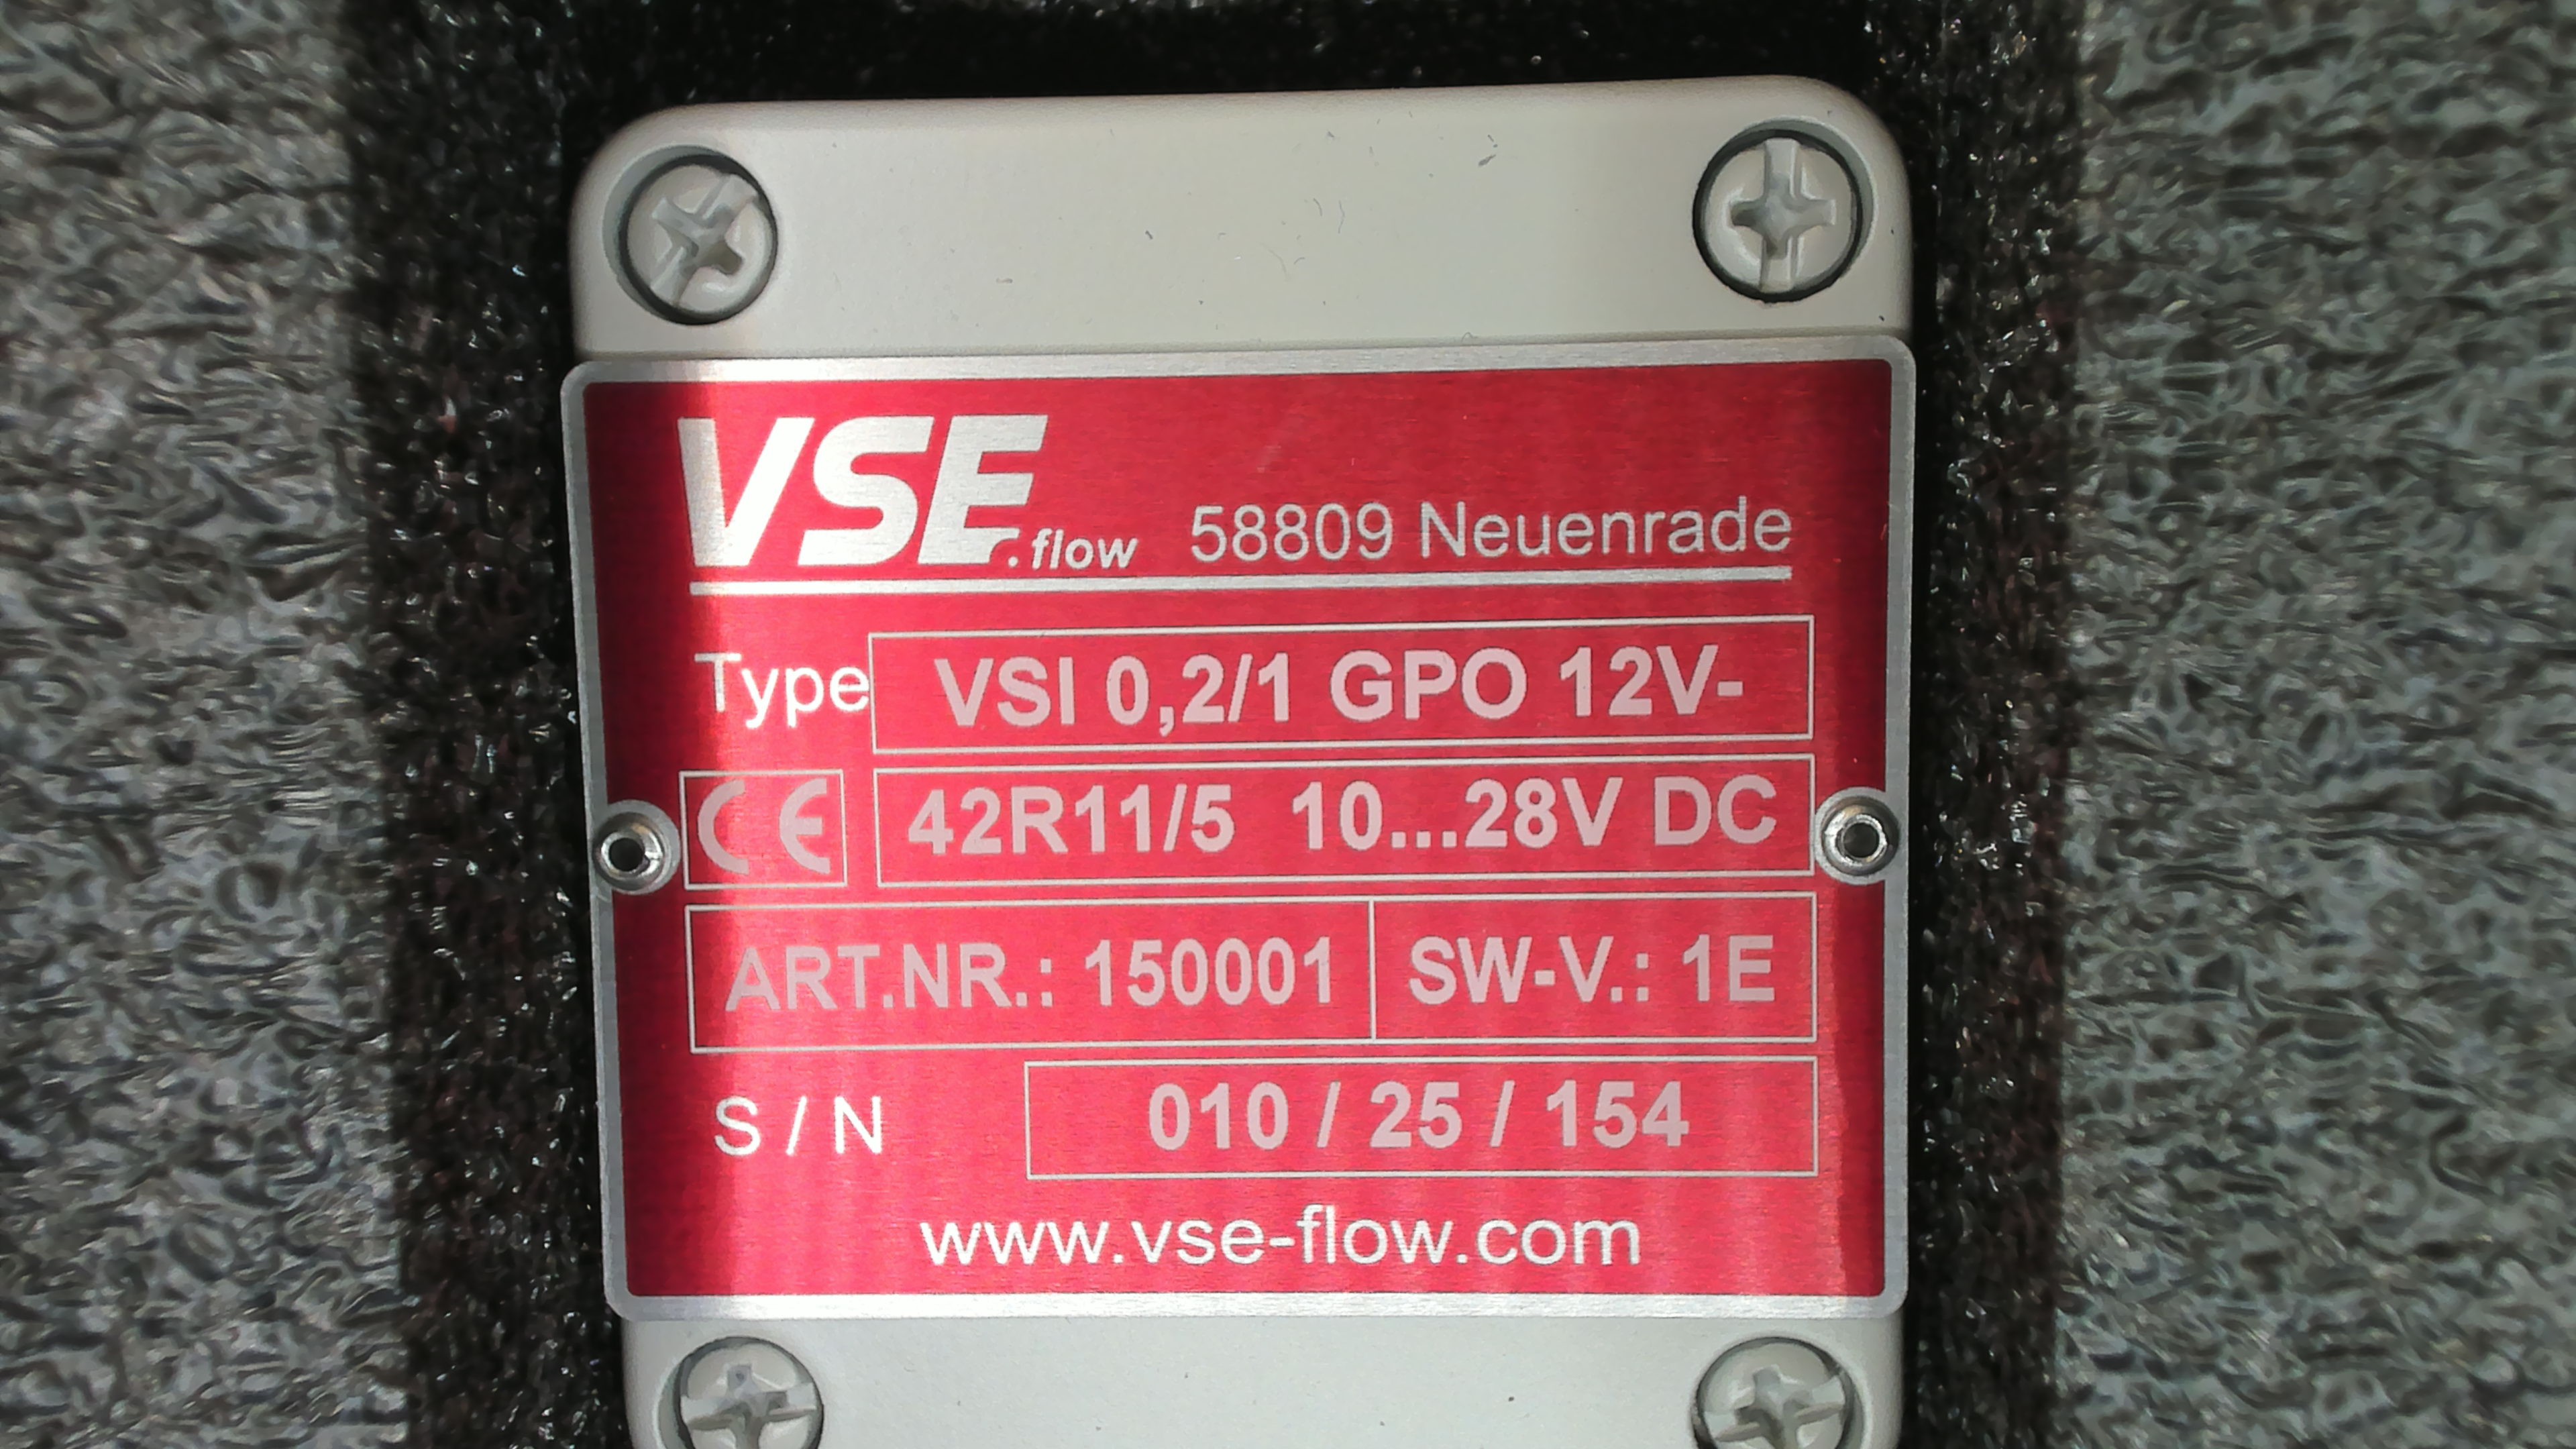 VSE.flow 58809 Neuenrade
Type VSI 0,2/1 GPO 12V-
CE 42R11/5 10...28V DC
ART.NR.: 150001 SW-V.: 1E
S / N 010 / 25 / 154
www.vse-flow.com